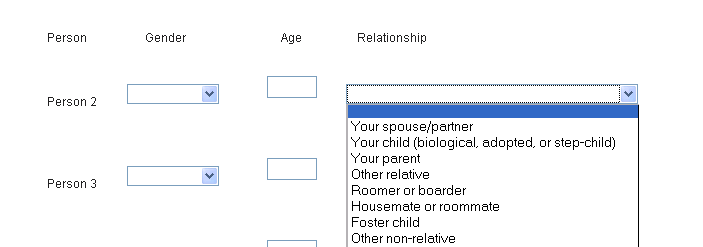 Person Gender Age Relationship
Person 2
Your spouse/partner
Your child (biological, adopted, or step-child)
Your parent
Other relative
Roomer or boarder
Person 3
Housemate or roommate
Foster child
Other non-relative